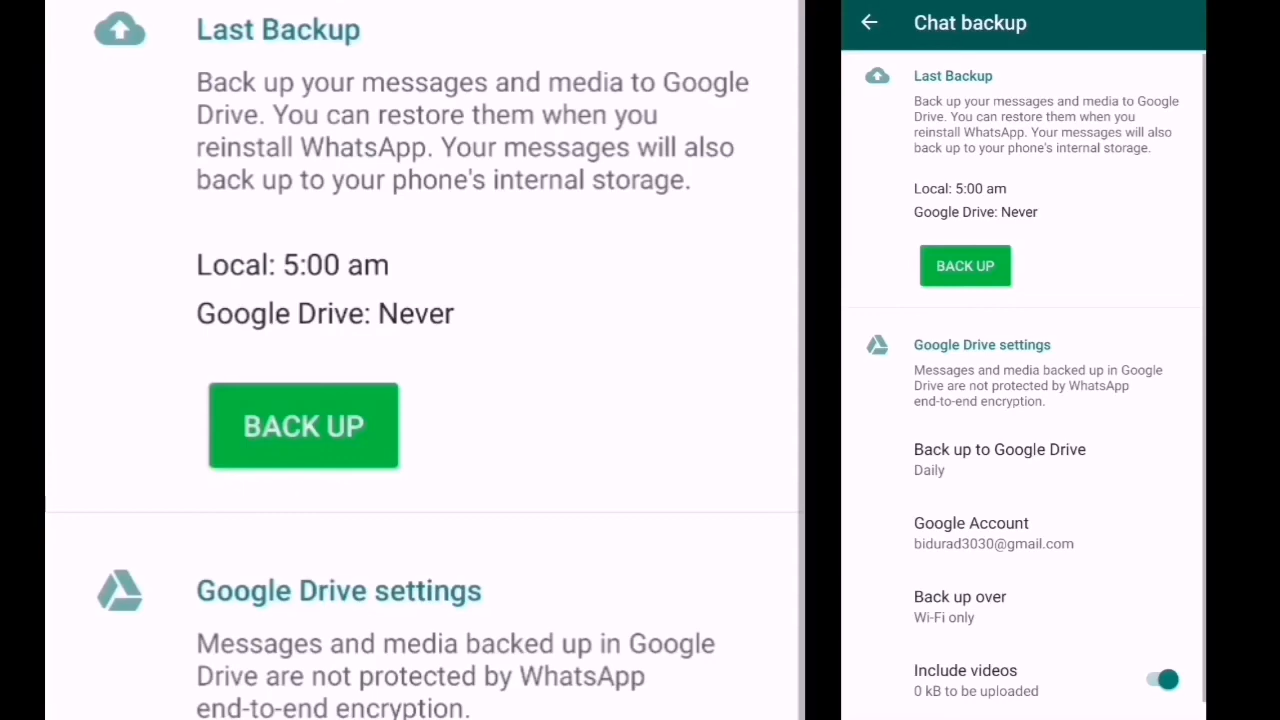 Last Backup
Back up your messages and media to Google
Drive. You can restore them when you
reinstall WhatsApp. Your messages will also
back up to your phone's internal storage.
Local: 5:00 am
Google Drive: Never
BACK UP
Google Drive settings
Messages and media backed up in Google
Drive are not protected by WhatsApp
end-to-end encryption.
Chat backup
Last Backup
Back up your messages and media to Google
Drive. You can restore them when you
reinstall WhatsApp. Your messages will also
back up to your phone's internal storage.
Local: 5:00 am
Google Drive: Never
BACK UP
Google Drive settings
Messages and media backed up in Google
Drive are not protected by WhatsApp
end-to-end encryption.
Back up to Google Drive
Daily
Google Account
bidurad3030@gmail.com
Back up over
Wi-Fi only
Include videos
0 kB to be uploaded